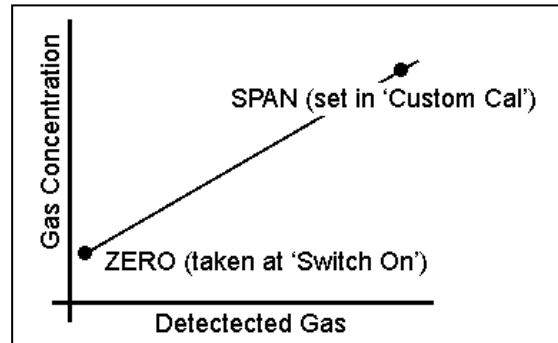 Gas Concentration
SPAN (set in ‘Custom Cal’)
ZERO (taken at ‘Switch On’)
Detectected Gas